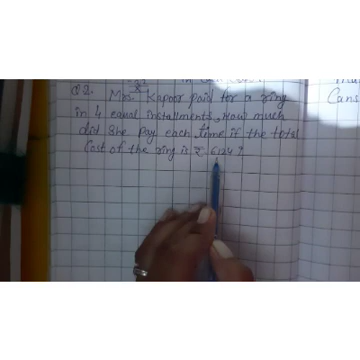 Q2. Mrs. Kapoor paid for a ring
in 4 equal installments, How much
did She pay each time if the total
Cost of the ring is ₹ 6124?